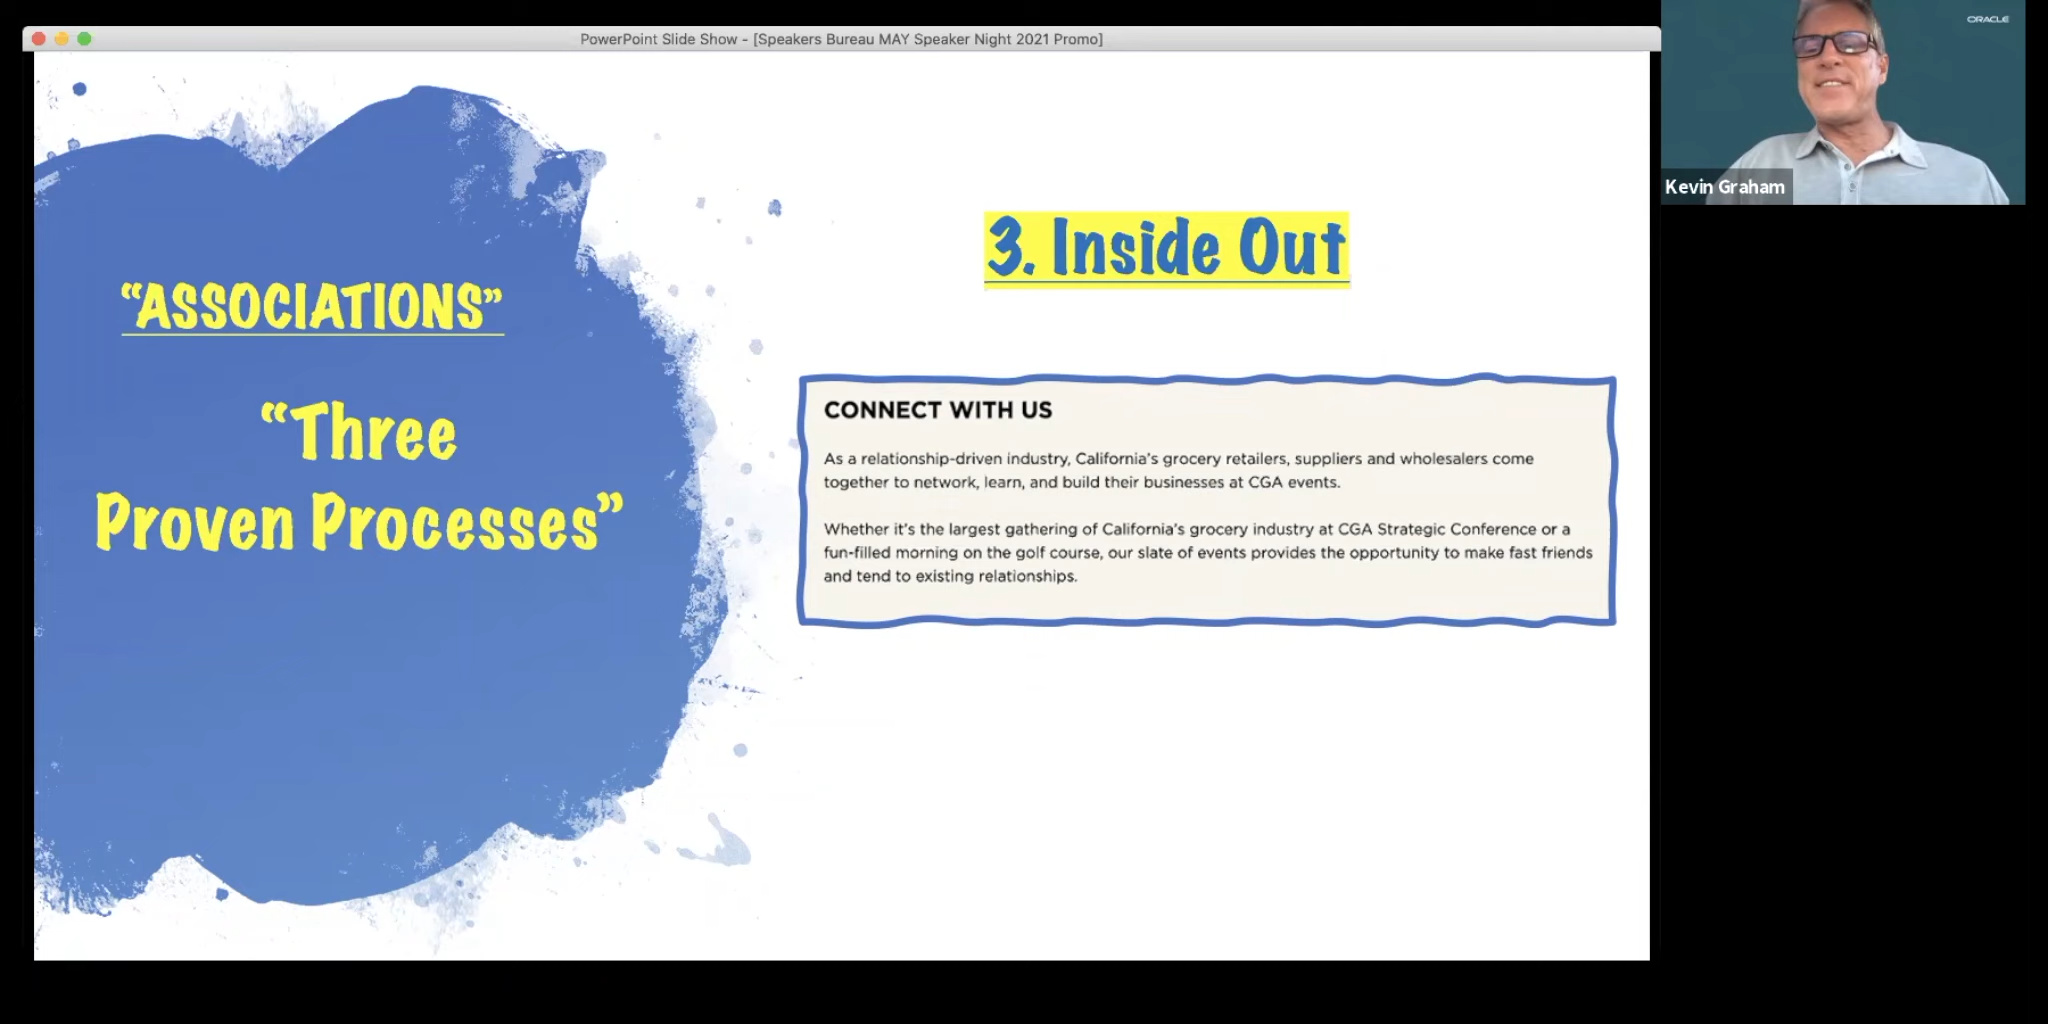 PowerPoint Slide Show - [Speakers Bureau MAY Speaker Night 2021 Promo]
ORACLE
Kevin Graham
“ASSOCIATIONS”
“Three
Proven Processes”
3. Inside Out
CONNECT WITH US
As a relationship-driven industry, California’s grocery retailers, suppliers and wholesalers come
together to network, learn, and build their businesses at CGA events.
Whether it’s the largest gathering of California’s grocery industry at CGA Strategic Conference or a
fun-filled morning on the golf course, our slate of events provides the opportunity to make fast friends
and tend to existing relationships.